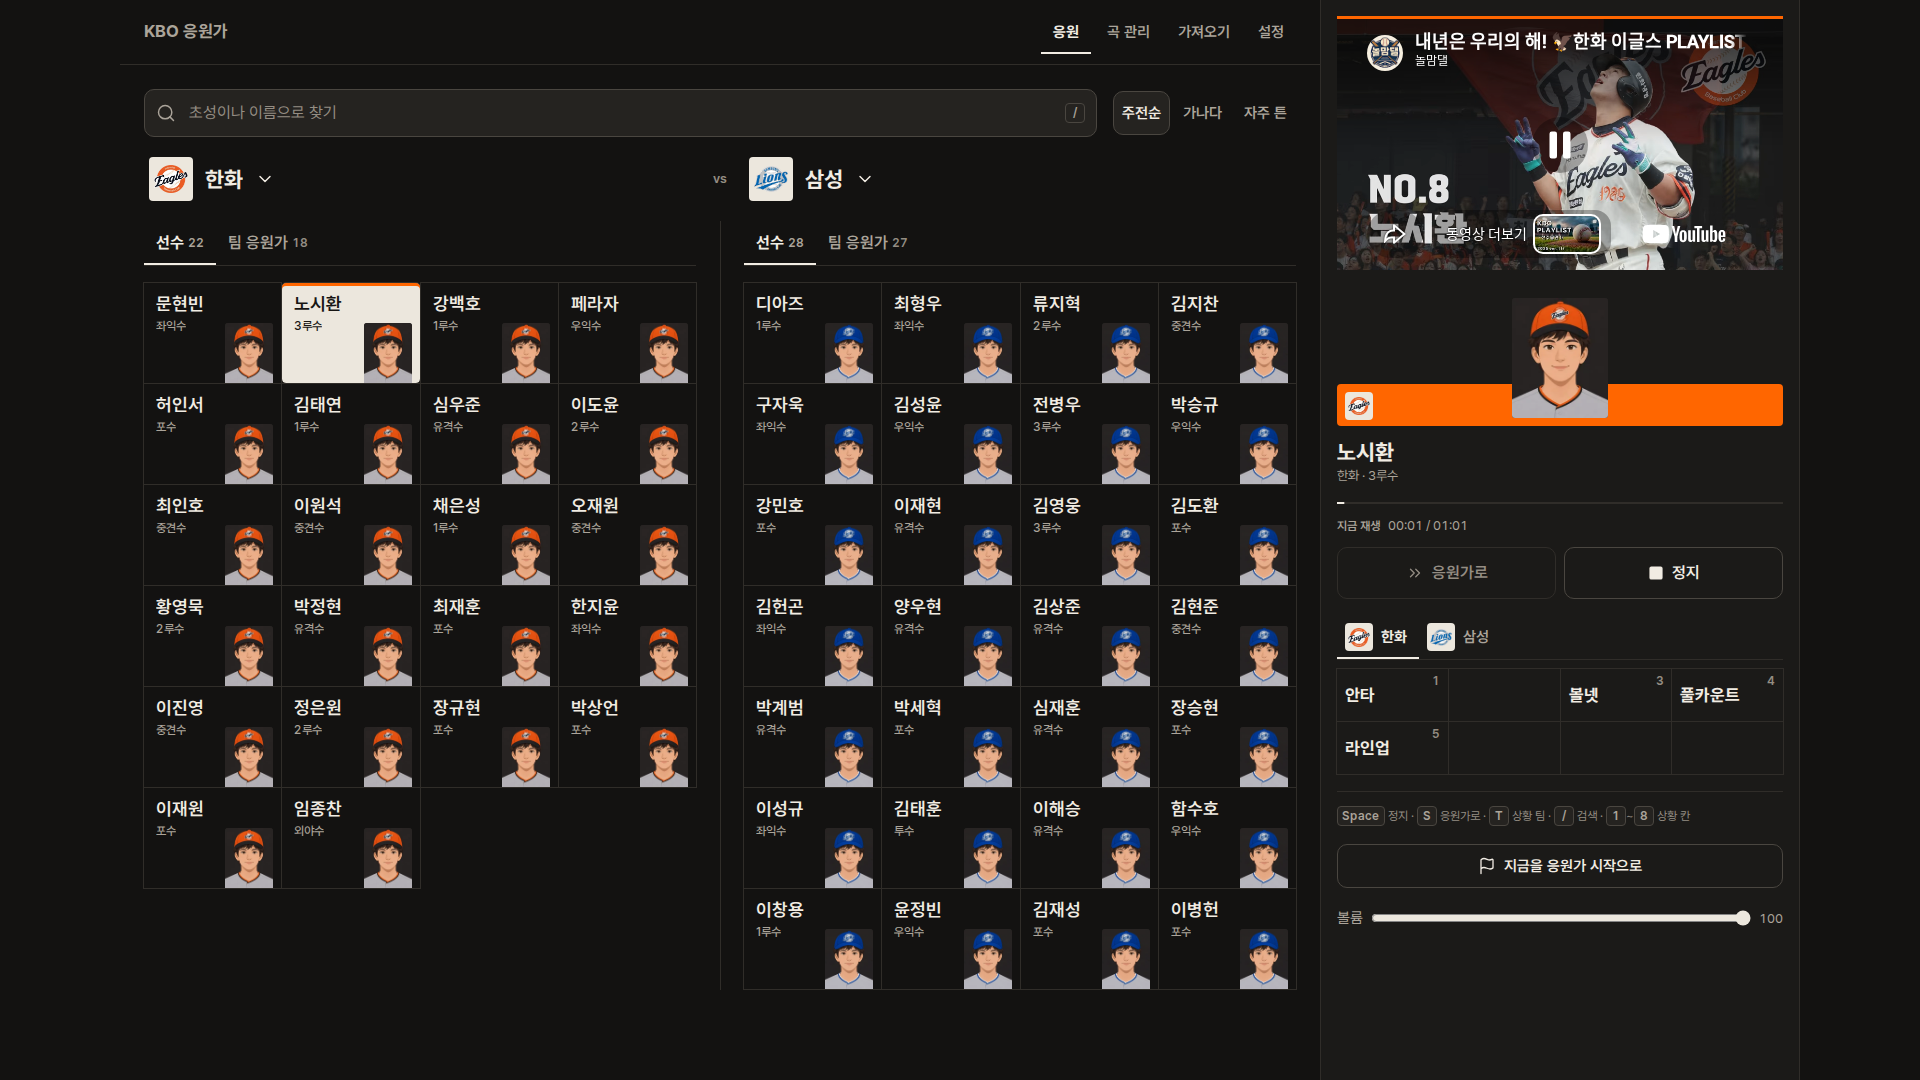 KBO 응원가
응원
곡 관리
가져오기
설정
초성이나 이름으로 찾기
/
주전순
가나다
자주 튼
Eagles
한화
vs
Lions
삼성
선수 22
팀 응원가 18
선수 28
팀 응원가 27
문현빈
좌익수
노시환
3루수
강백호
1루수
페라자
우익수
허인서
포수
김태연
1루수
심우준
유격수
이도윤
2루수
최인호
중견수
이원석
중견수
채은성
1루수
오재원
중견수
황영묵
2루수
박정현
유격수
최재훈
포수
한지윤
좌익수
이진영
중견수
정은원
2루수
장규현
포수
박상언
포수
이재원
포수
임종찬
외야수
디아즈
1루수
최형우
좌익수
류지혁
2루수
김지찬
중견수
구자욱
좌익수
김성윤
우익수
전병우
3루수
박승규
우익수
강민호
포수
이재현
유격수
김영웅
3루수
김도환
포수
김헌곤
좌익수
양우현
유격수
김상준
유격수
김현준
중견수
박계범
유격수
박세혁
포수
심재훈
유격수
장승현
포수
이성규
좌익수
김태훈
투수
이해승
유격수
함수호
우익수
이창용
1루수
윤정빈
우익수
김재성
포수
이병헌
포수
놀맘댈
내년은 우리의 해! 🦅 한화 이글스 PLAYLIST
놀맘댈
Eagles
Eagles
NO.8
노시환
동영상 더보기
PLAYLIST
YouTube
Eagles
노시환
한화 · 3루수
지금 재생 00:01 / 01:01
응원가로
정지
Eagles
한화
Lions
삼성
안타 1
볼넷 3
풀카운트 4
라인업 5
Space 정지 · S 응원가로 · T 상황 팀 · / 검색 · 1 – 8 상황 칸
지금을 응원가 시작으로
볼륨
100